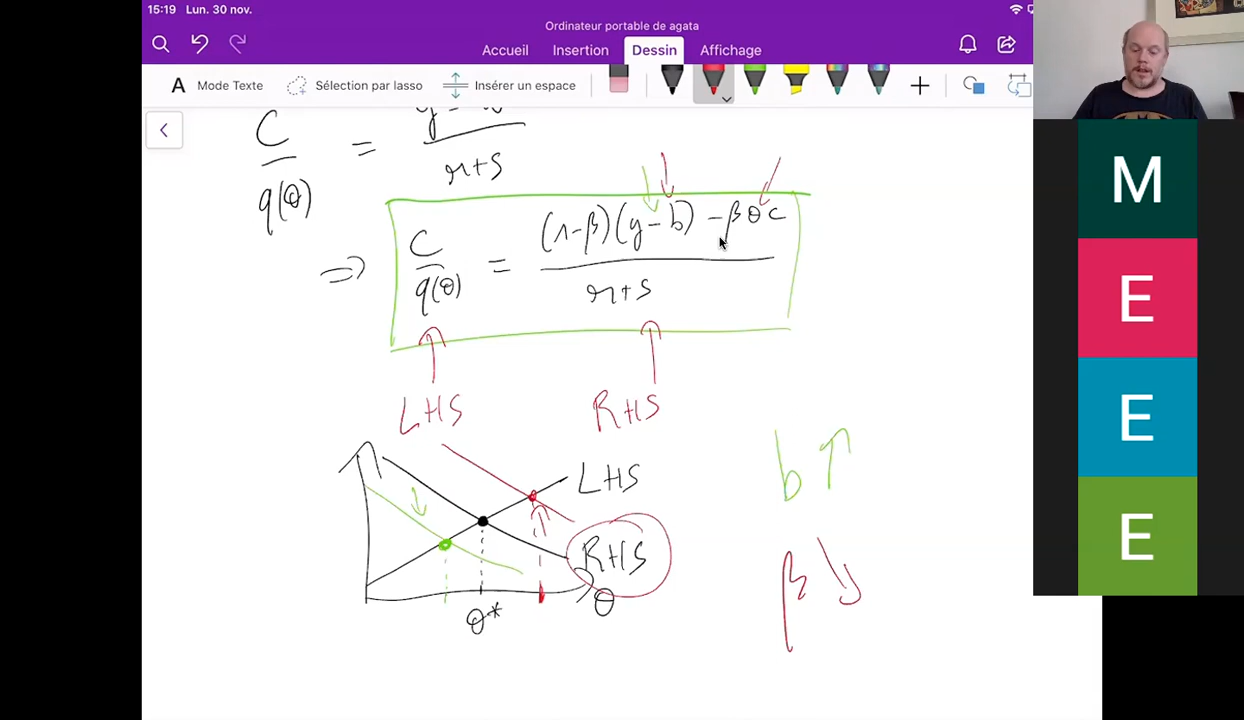 15:19 Lun. 30 nov.
Ordinateur portable de agata
Accueil Insertion Dessin Affichage
A Mode Texte Sélection par lasso Insérer un espace
C
q(θ)
=
r+s
=> C
q(θ)
=
(1-β)(y-b) -βθc
r+s
LHS RHS
LHS
RHS
θ* θ
b ↑
β ↘
M
E
E
E